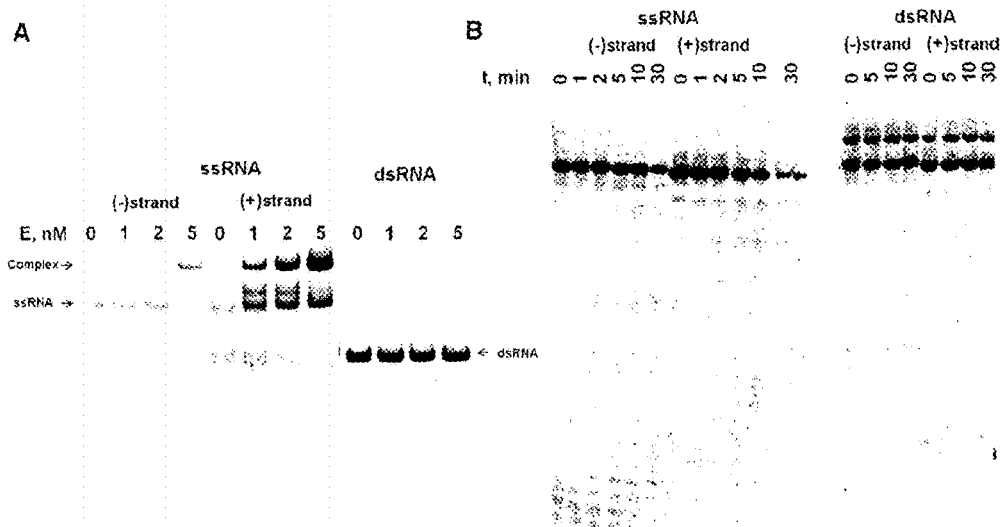 A
ssRNA
dsRNA
(-)strand (+)strand
E, nM 0 1 2 5 0 1 2 5 0 1 2 5
Complex→
ssRNA →
← dsRNA
B
ssRNA
dsRNA
(-)strand (+)strand
(-)strand (+)strand
t, min 0 1 2 5 10 30 0 1 2 5 10 30
0 5 10 30 0 5 10 30